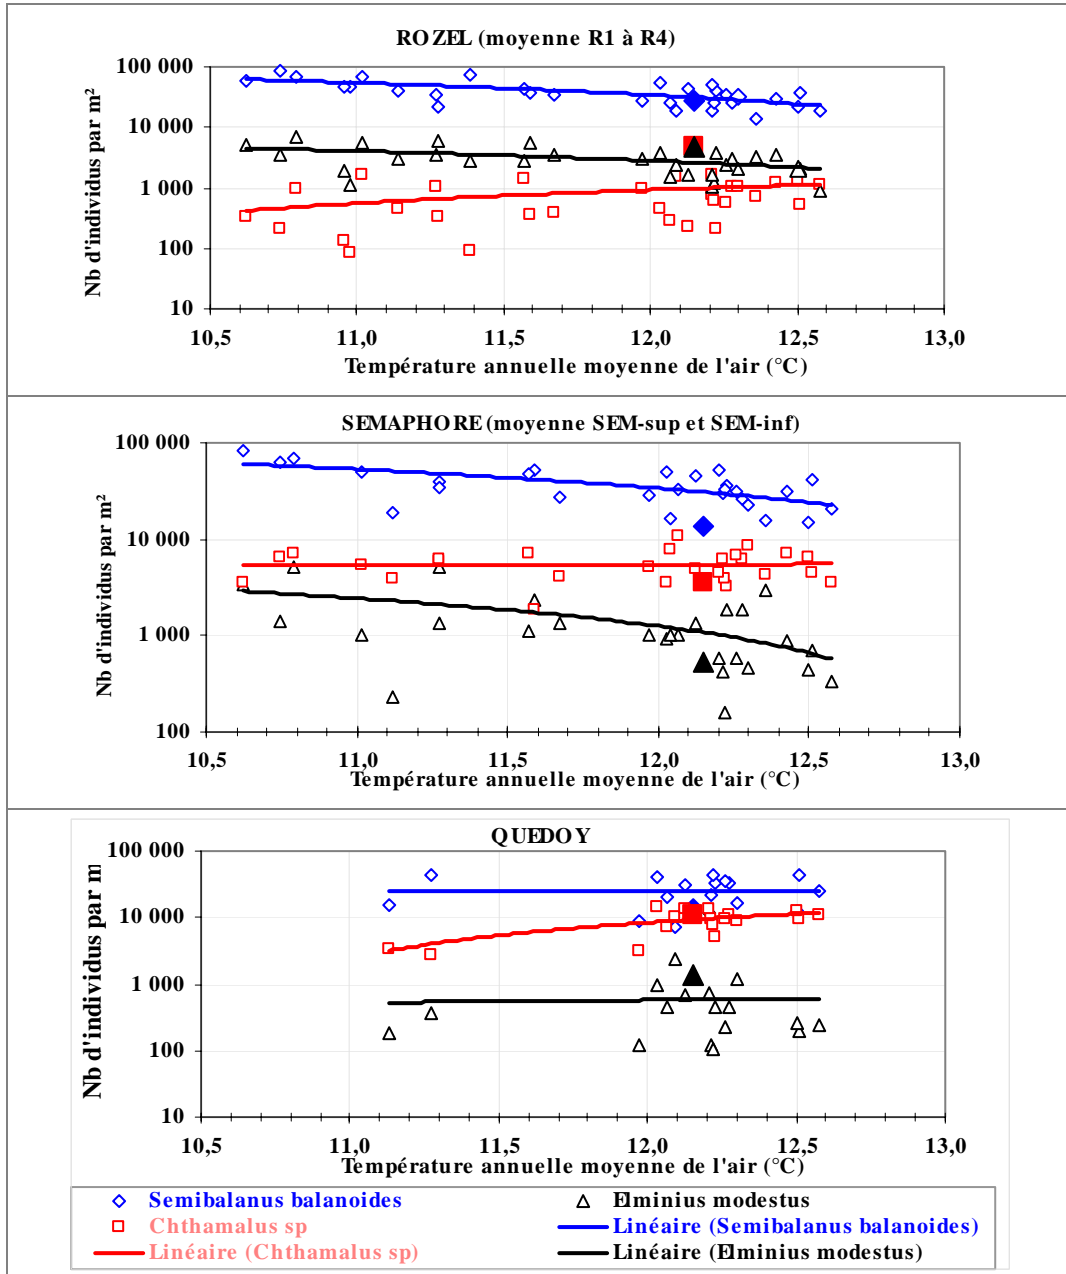 ROZEL (moyenne R1 à R4)
100 000
10 000
1 000
100
10
Nb d'individus par m²
10,5 11,0 11,5 12,0 12,5 13,0
Température annuelle moyenne de l'air (°C)
SEMAPHORE (moyenne SEM-sup et SEM-inf)
100 000
10 000
1 000
100
Nb d'individus par m²
10,5 11,0 11,5 12,0 12,5 13,0
Température annuelle moyenne de l'air (°C)
QUEDOY
100 000
10 000
1 000
100
10
Nb d'individus par m
10,5 11,0 11,5 12,0 12,5 13,0
Température annuelle moyenne de l'air (°C)
Semibalanus balanoides
Elminius modestus
Chthamalus sp
Linéaire (Semibalanus balanoides)
Linéaire (Chthamalus sp)
Linéaire (Elminius modestus)